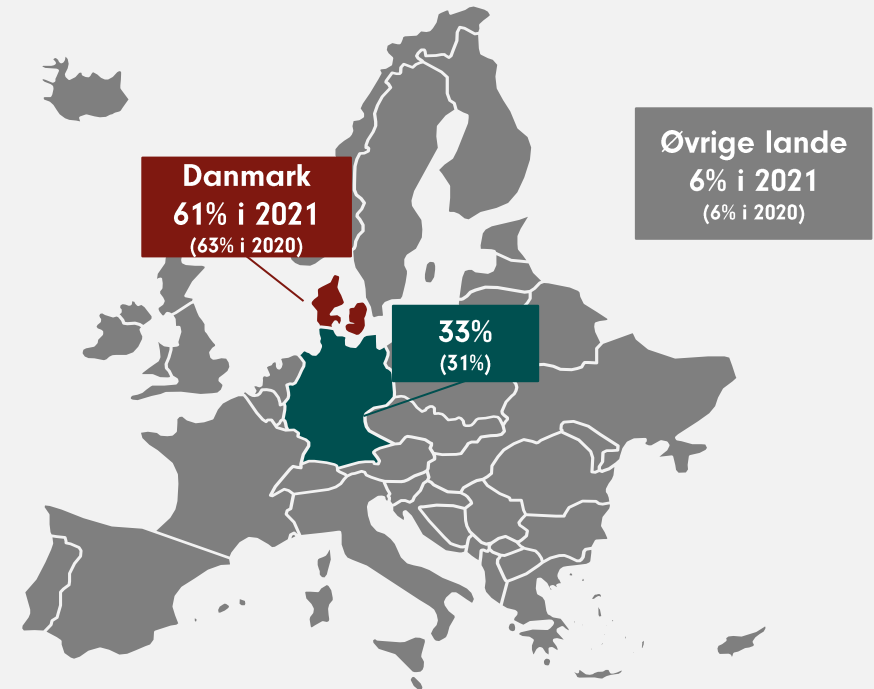 Danmark
61% i 2021
(63% i 2020)
Øvrige lande
6% i 2021
(6% i 2020)
33%
(31%)